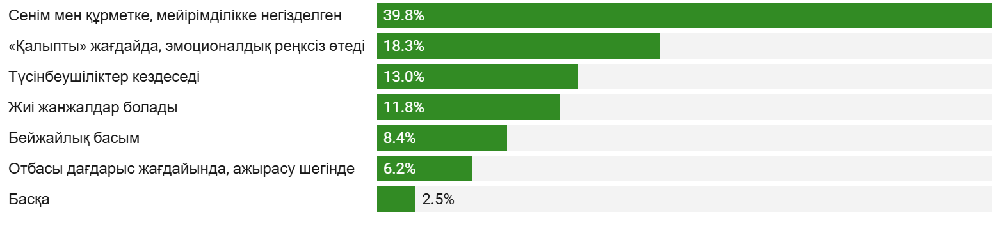 Сенім мен құрметке, мейірімділікке негізделген 39.8%
«Қалыпты» жағдайда, эмоционалдық реңксіз өтеді 18.3%
Түсінбеушіліктер кездеседі 13.0%
Жиі жанжалдар болады 11.8%
Бейжайлық басым 8.4%
Отбасы дағдарыс жағдайында, ажырасу шегінде 6.2%
Басқа 2.5%